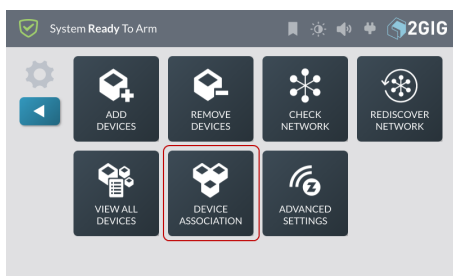 System Ready To Arm
2GIG
ADD
DEVICES
REMOVE
DEVICES
CHECK
NETWORK
REDISCOVER
NETWORK
VIEW ALL
DEVICES
DEVICE
ASSOCIATION
ADVANCED
SETTINGS